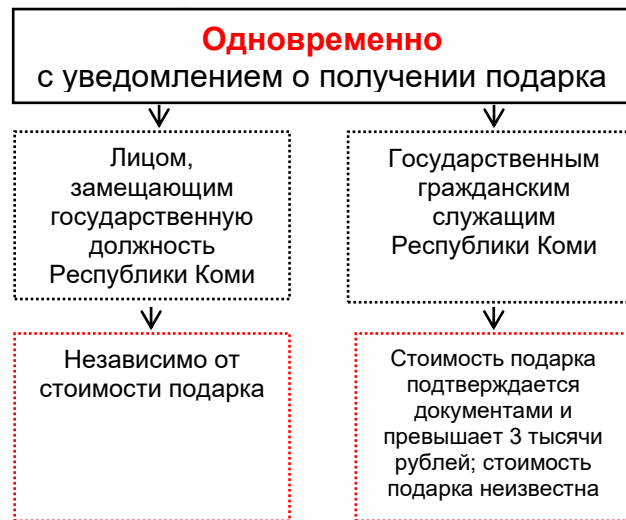 Одновременно
с уведомлением о получении подарка
Лицом,
замещающим
государственную
должность
Республики Коми
Государственным
гражданским
служащим
Республики Коми
Независимо от
стоимости подарка
Стоимость подарка
подтверждается
документами и
превышает 3 тысячи
рублей; стоимость
подарка неизвестна